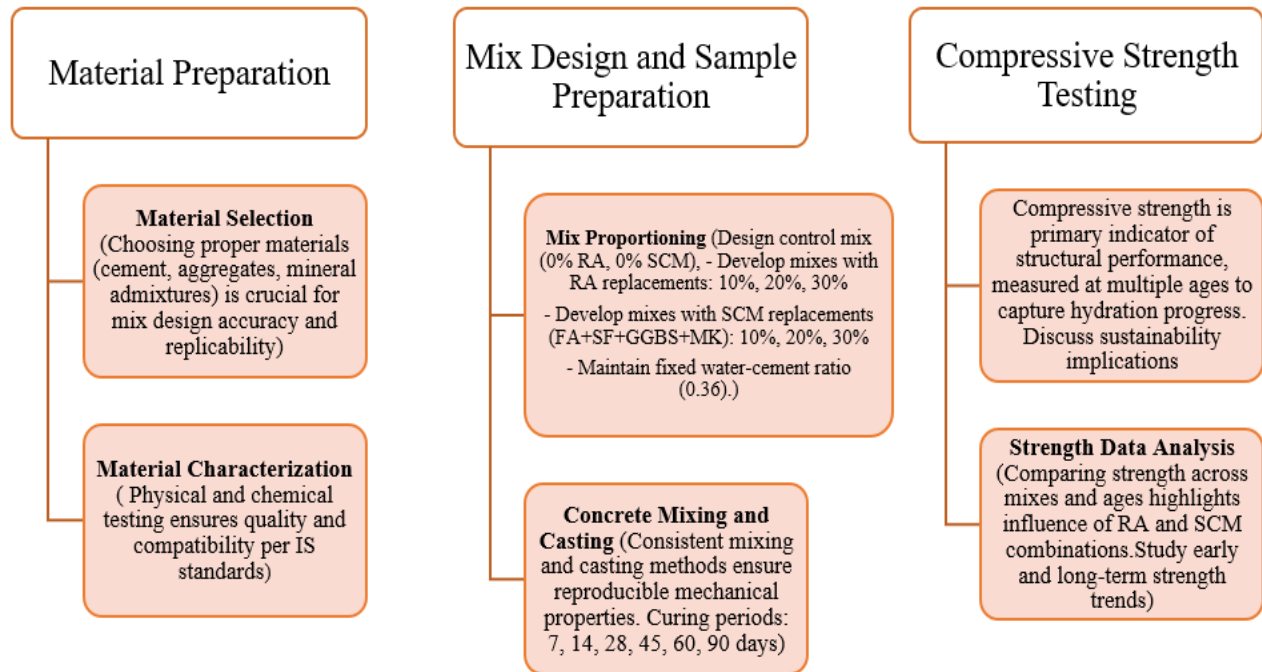 Material Preparation
Material Selection
(Choosing proper materials
(cement, aggregates, mineral
admixtures) is crucial for
mix design accuracy and
replicability)
Material Characterization
( Physical and chemical
testing ensures quality and
compatibility per IS
standards)
Mix Design and Sample
Preparation
Mix Proportioning (Design control mix
(0% RA, 0% SCM), - Develop mixes with
RA replacements: 10%, 20%, 30%
- Develop mixes with SCM replacements
(FA+SF+GGBS+MK): 10%, 20%, 30%
- Maintain fixed water-cement ratio
(0.36).)
Concrete Mixing and
Casting (Consistent mixing
and casting methods ensure
reproducible mechanical
properties. Curing periods:
7, 14, 28, 45, 60, 90 days)
Compressive Strength
Testing
Compressive strength is
primary indicator of
structural performance,
measured at multiple ages to
capture hydration progress.
Discuss sustainability
implications
Strength Data Analysis
(Comparing strength across
mixes and ages highlights
influence of RA and SCM
combinations.Study early
and long-term strength
trends)